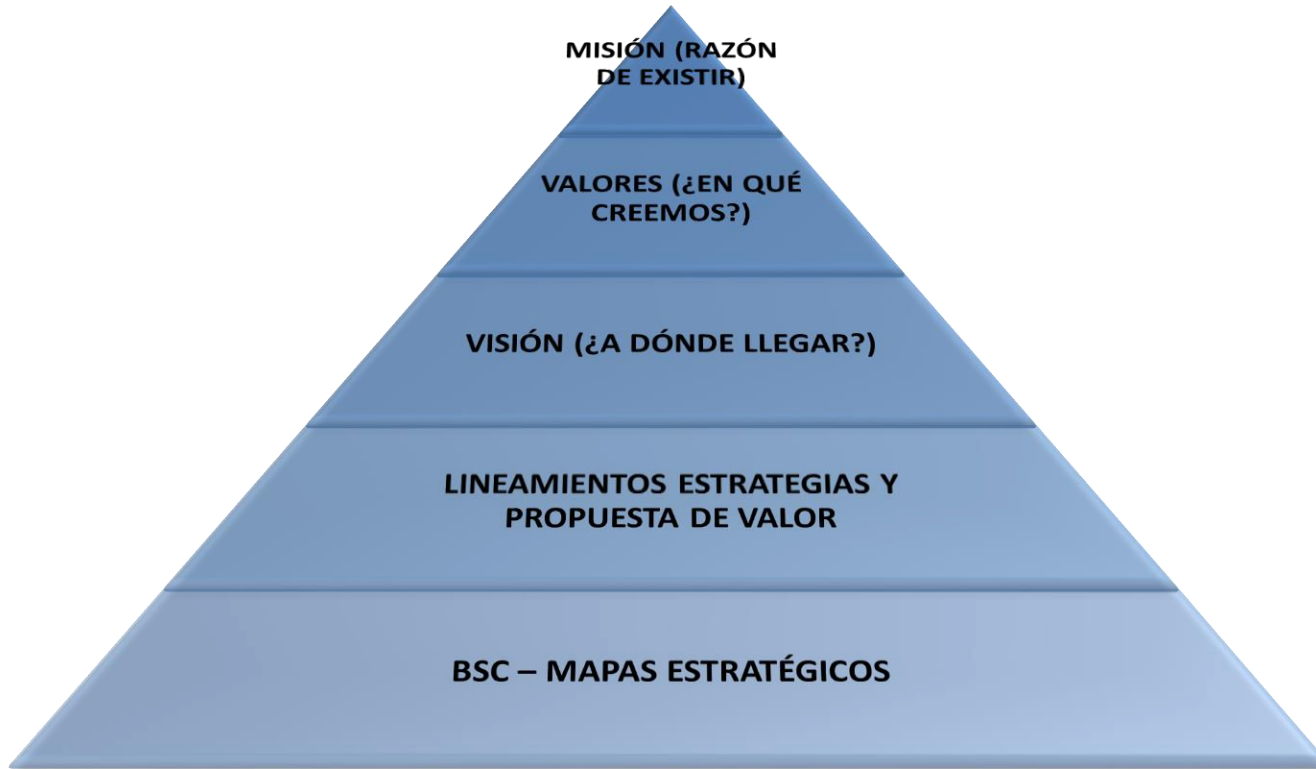 MISIÓN (RAZÓN
DE EXISTIR)
VALORES (¿EN QUÉ
CREEMOS?)
VISIÓN (¿A DÓNDE LLEGAR?)
LINEAMIENTOS ESTRATEGIAS Y
PROPUESTA DE VALOR
BSC – MAPAS ESTRATÉGICOS